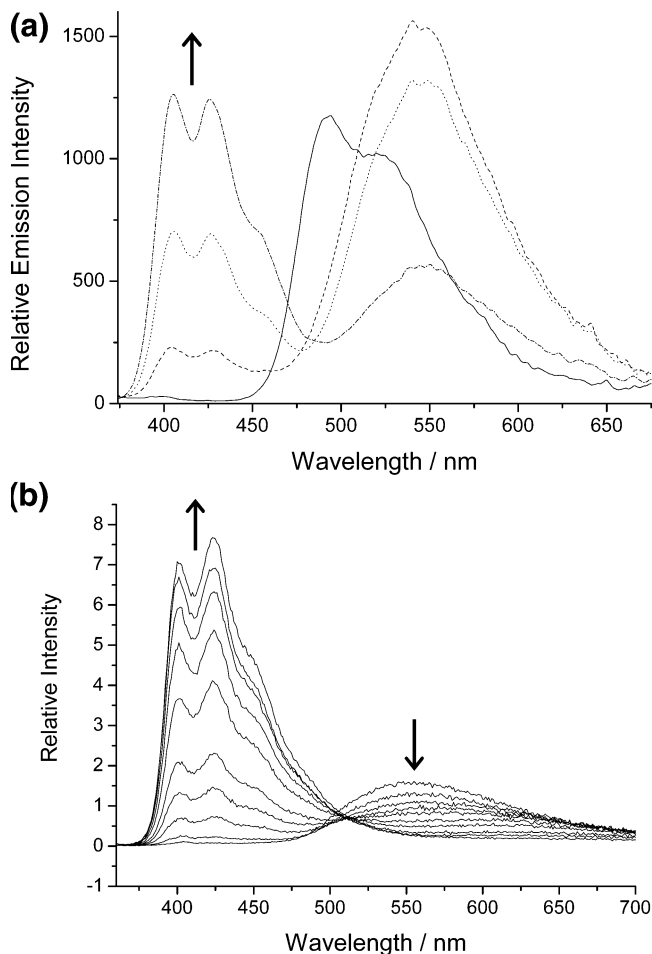 (a)
1500
1000
500
0
Relative Emission Intensity
400 450 500 550 600 650
Wavelength / nm
(b)
8
7
6
5
4
3
2
1
0
-1
Relative Intensity
400 450 500 550 600 650 700
Wavelength / nm